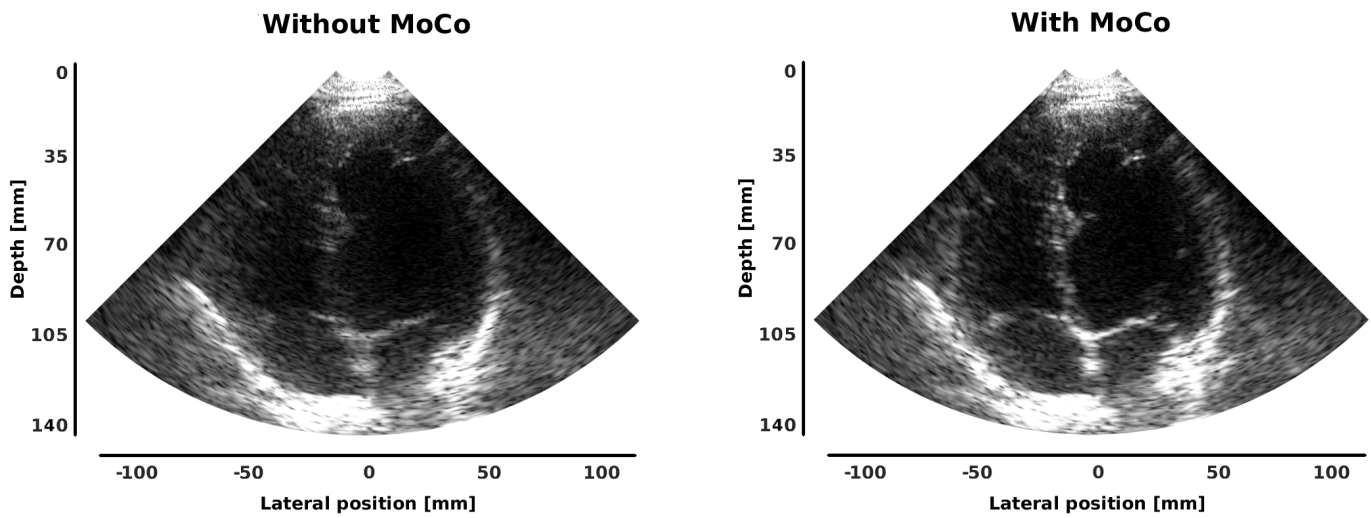 Without MoCo
0
35
70
105
140
Depth [mm]
-100 -50 0 50 100
Lateral position [mm]
With MoCo
0
35
70
105
140
Depth [mm]
-100 -50 0 50 100
Lateral position [mm]